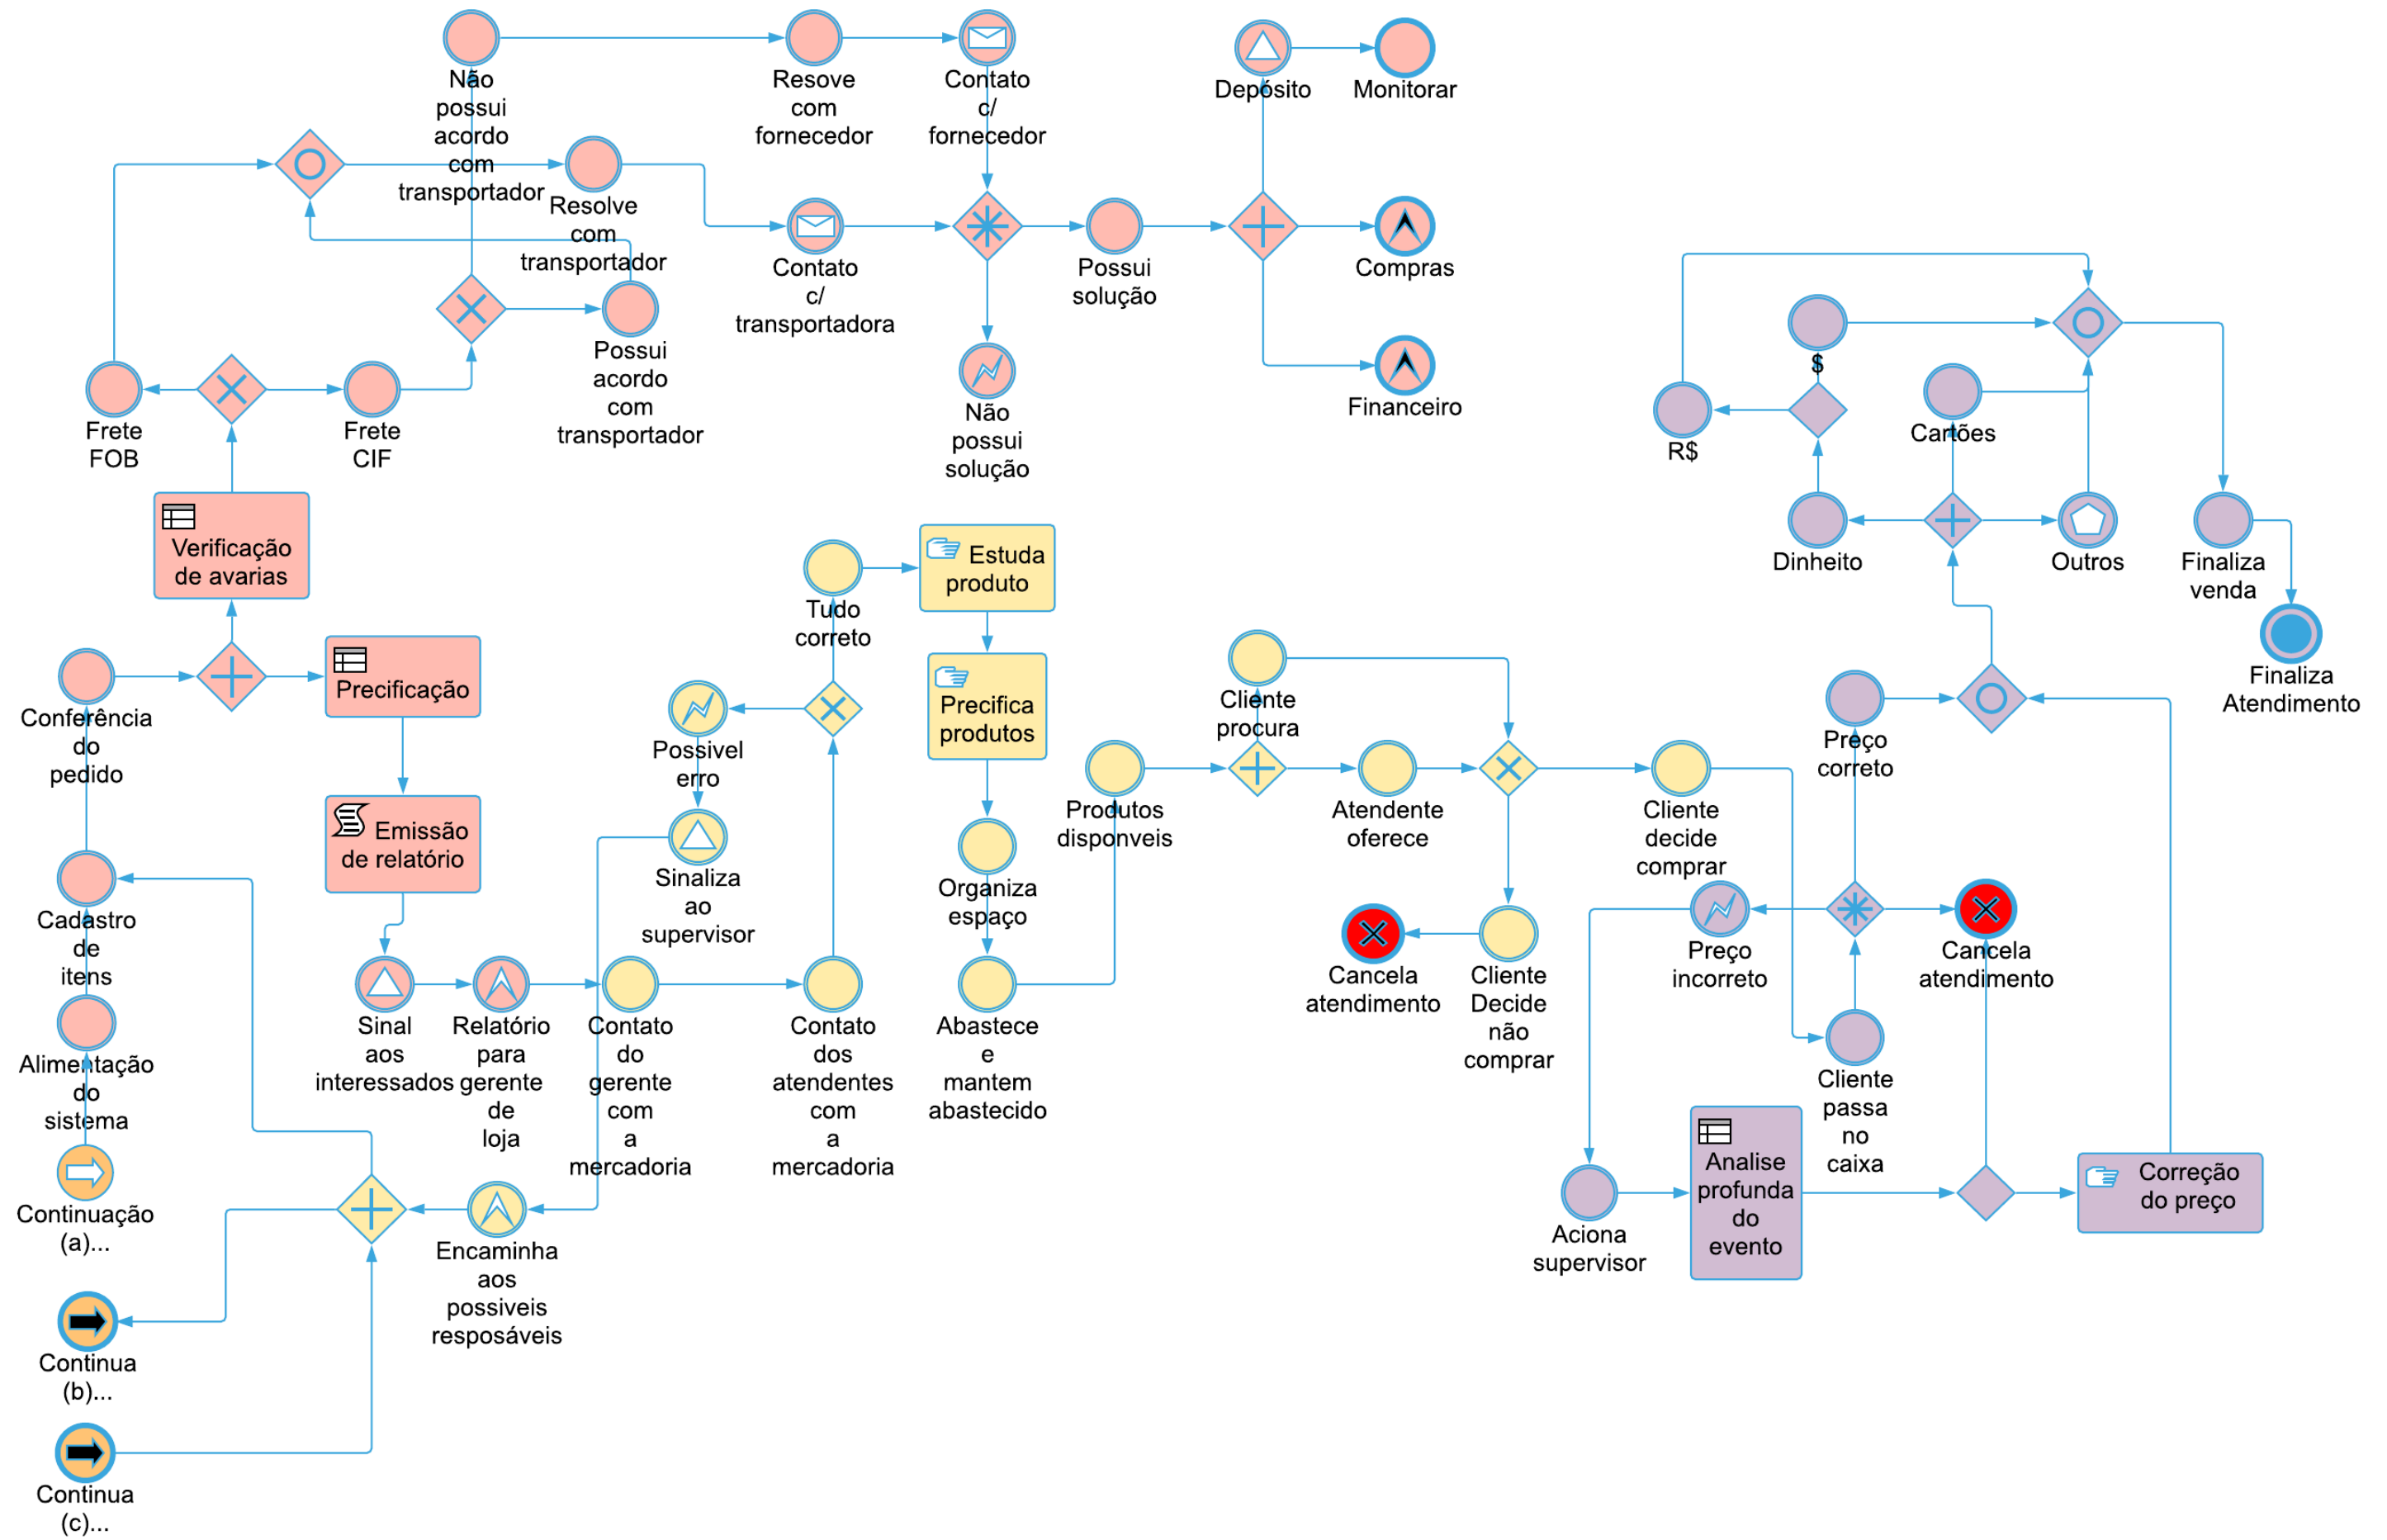 Não
possui
acordo
com
transportador
Resove
com
fornecedor
Contato
c/
fornecedor
Depósito
Monitorar
Resolve
com
transportador
Contato
c/
transportadora
Possui
solução
Compras
Possui
acordo
com
transportador
Não
possui
solução
Financeiro
Frete
FOB
Frete
CIF
$
R$
Cartões
Dinheito
Outros
Finaliza
venda
Finaliza
Atendimento
Verificação
de avarias
Conferência
do
pedido
Precificação
Emissão
de relatório
Cadastro
de
itens
Alimentação
do
sistema
Continuação
(a)...
Continua
(b)...
Continua
(c)...
Sinal
aos
interessados
Relatório
para
gerente
de
loja
Contato
do
gerente
com
a
mercadoria
Contato
dos
atendentes
com
a
mercadoria
Encaminha
aos
possiveis
resposáveis
Tudo
correto
Possivel
erro
Sinaliza
ao
supervisor
Estuda
produto
Precifica
produtos
Organiza
espaço
Abastece
e
mantem
abastecido
Produtos
disponveis
Cliente
procura
Atendente
oferece
Cliente
decide
comprar
Cancela
atendimento
Cliente
Decide
não
comprar
Preço
correto
Preço
incorreto
Cancela
atendimento
Cliente
passa
no
caixa
Aciona
supervisor
Analise
profunda
do
evento
Correção
do preço